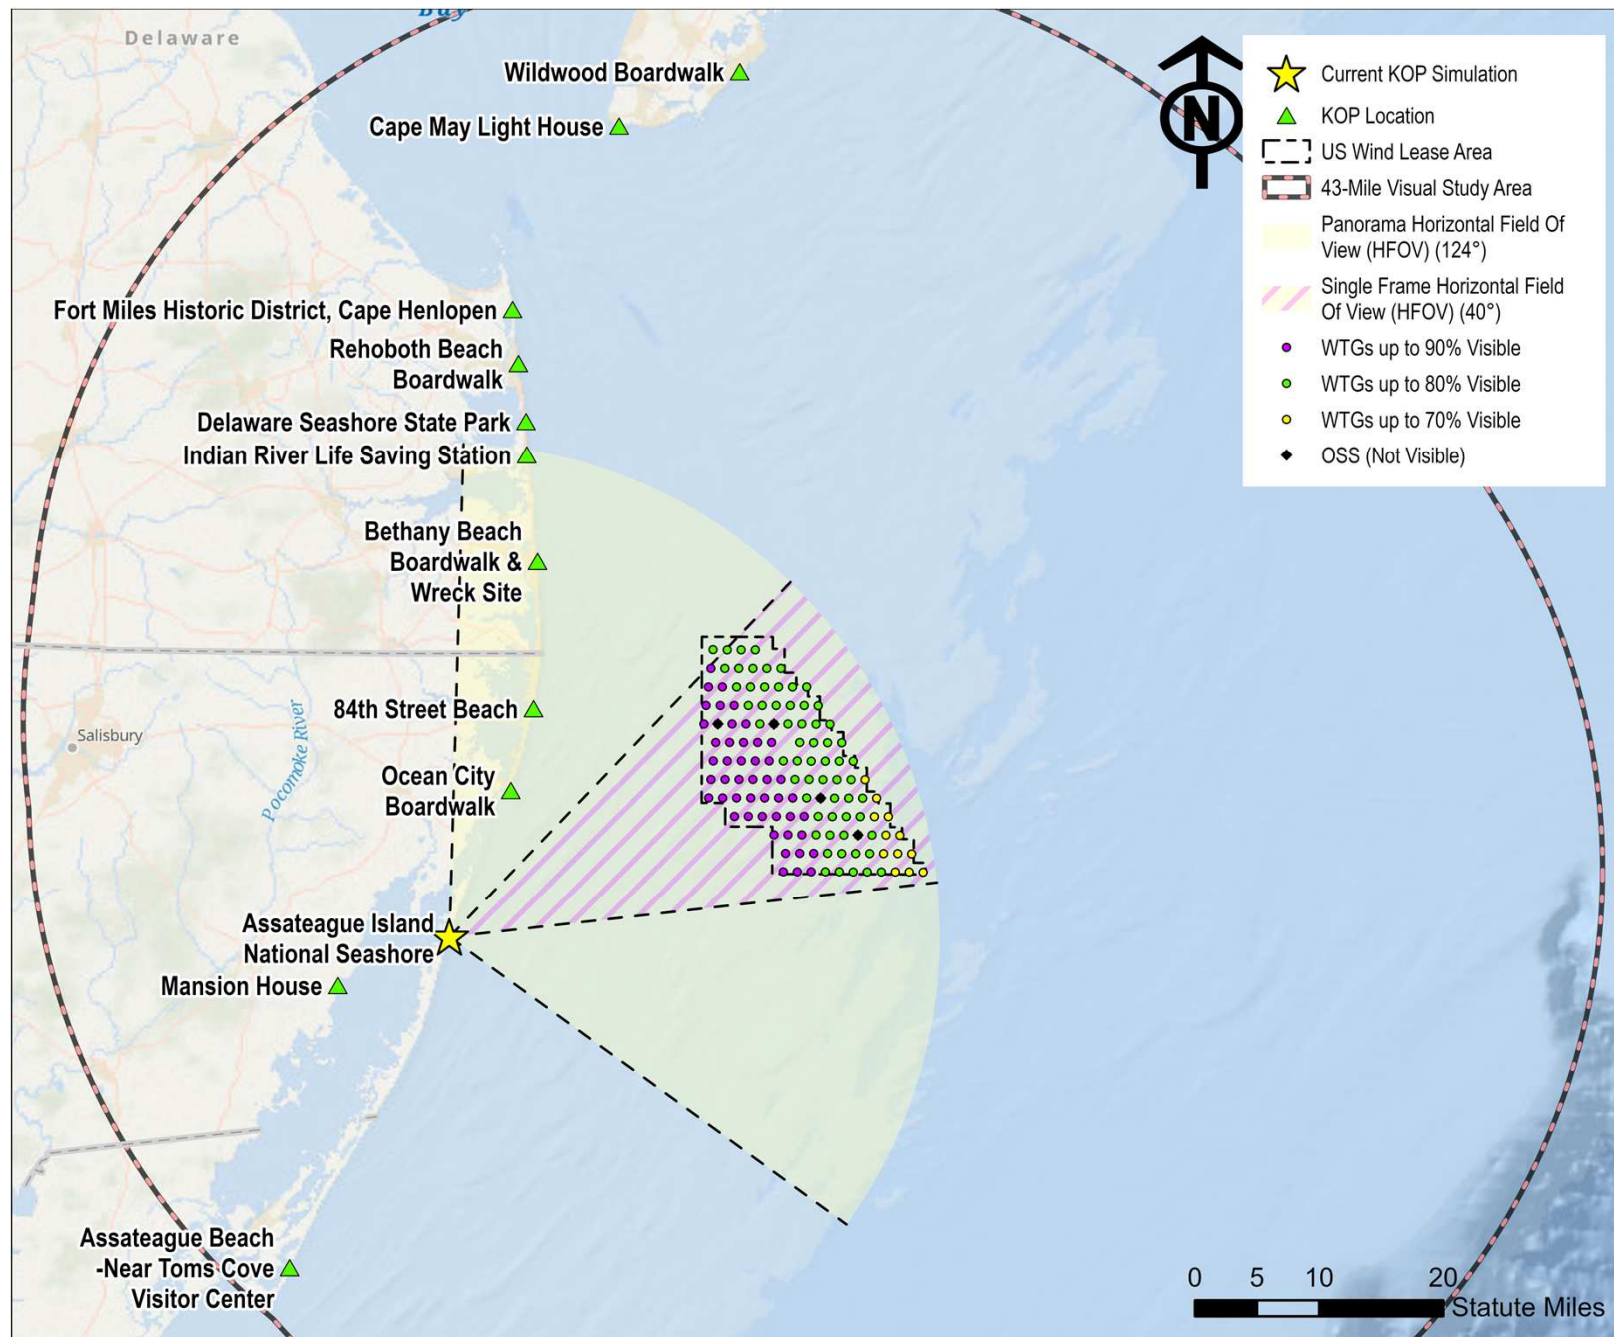 Bay
Delaware
Wildwood Boardwalk
Cape May Light House
N
Current KOP Simulation
KOP Location
US Wind Lease Area
43-Mile Visual Study Area
Panorama Horizontal Field Of
View (HFOV) (124°)
Single Frame Horizontal Field
Of View (HFOV) (40°)
WTGs up to 90% Visible
WTGs up to 80% Visible
WTGs up to 70% Visible
OSS (Not Visible)
Fort Miles Historic District, Cape Henlopen
Rehoboth Beach
Boardwalk
Delaware Seashore State Park
Indian River Life Saving Station
Bethany Beach
Boardwalk &
Wreck Site
84th Street Beach
Salisbury
Pocomoke River
Ocean City
Boardwalk
Assateague Island
National Seashore
Mansion House
Assateague Beach
-Near Toms Cove
Visitor Center
0 5 10 20
Statute Miles